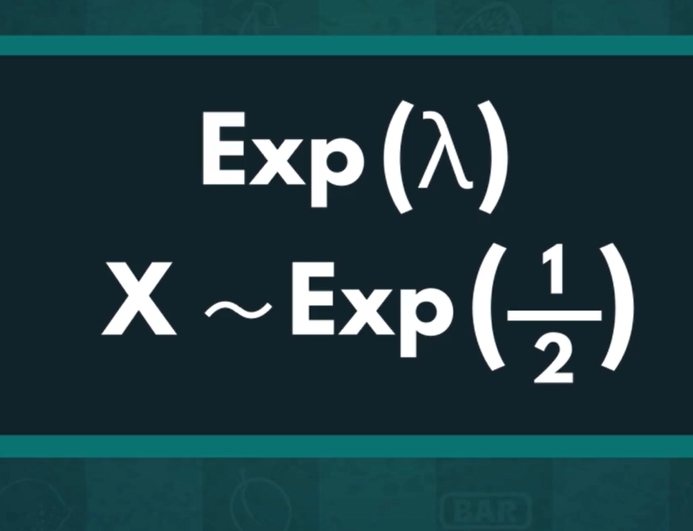 Exp(λ)
X ~ Exp(1/2)
BAR